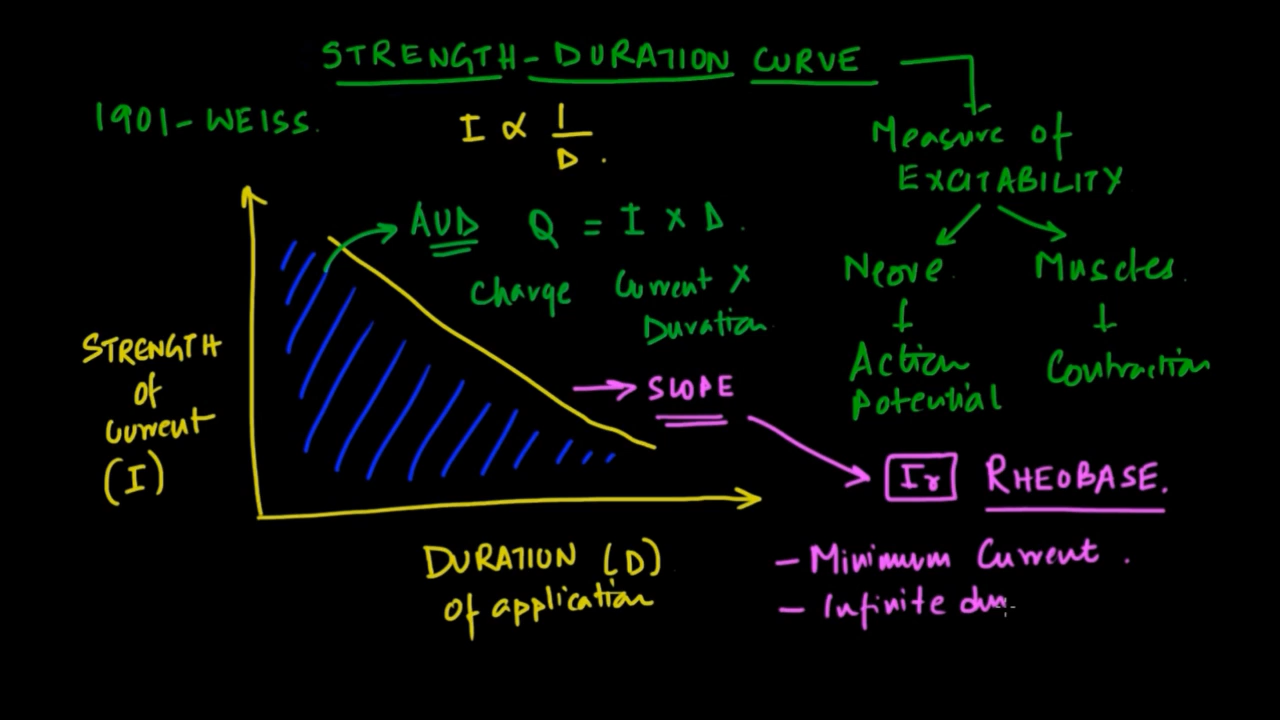 STRENGTH-DURATION CURVE
1901-WEISS.
I ∝ 1/D.
Measure of
EXCITABILITY
Nerve.
Action
Potential
Muscles.
Contraction
AUD Q = I × D.
Charge Current X
Duration
STRENGTH
of
Current
(I)
SLOPE
Ir RHEOBASE.
DURATION (D)
of application
- Minimum Current.
- Infinite du